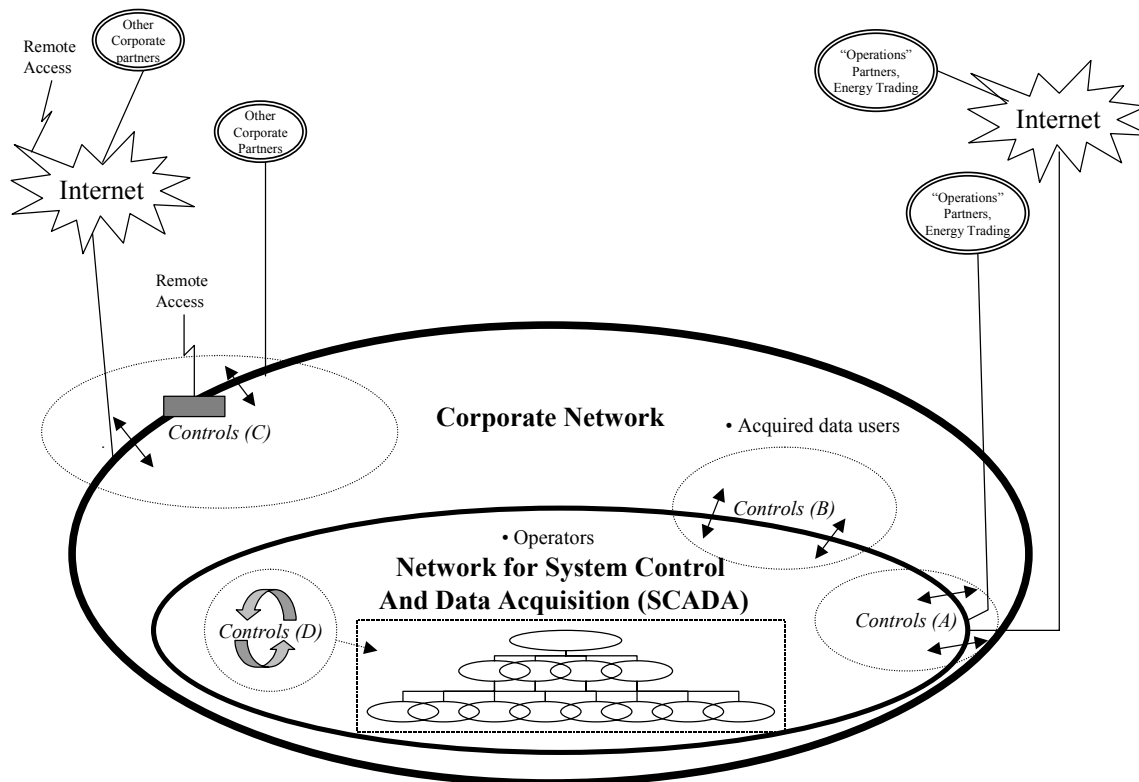 Other
Corporate
partners
Remote
Access
Internet
Other
Corporate
Partners
Remote
Access
Controls (C)
“Operations”
Partners,
Energy Trading
Internet
“Operations”
Partners,
Energy Trading
Corporate Network
• Acquired data users
Controls (B)
• Operators
Network for System Control
And Data Acquisition (SCADA)
Controls (D)
Controls (A)